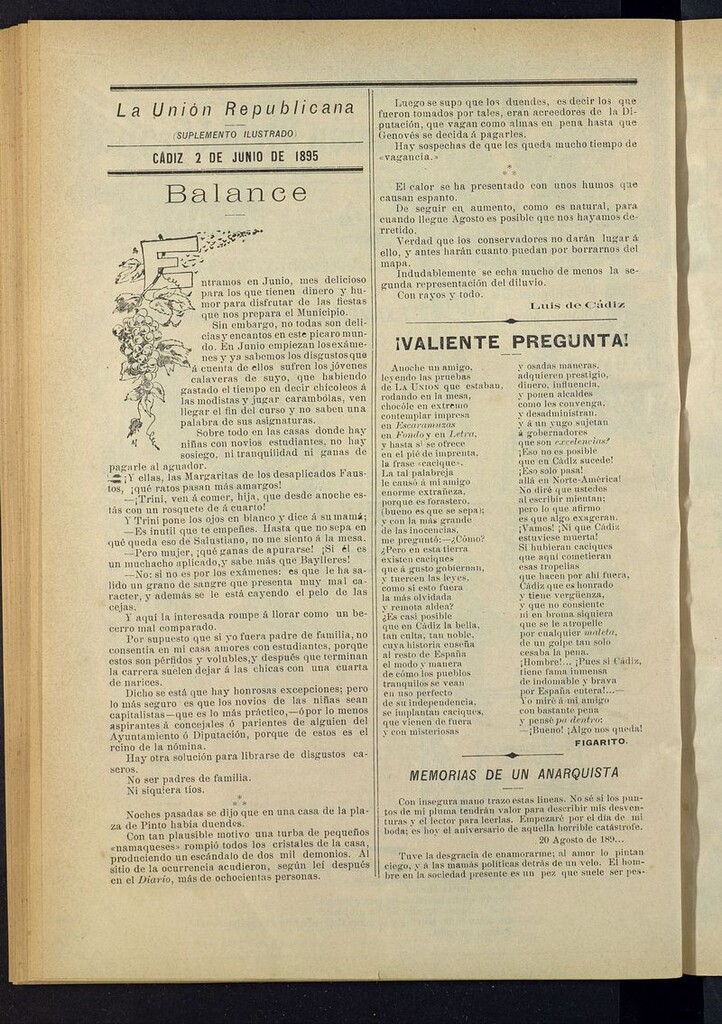 La Unión Republicana
(SUPLEMENTO ILUSTRADO)
CÁDIZ 2 DE JUNIO DE 1895
Balance
Entramos en Junio, mes delicioso
para los que tienen dinero y hu-
mor para disfrutar de las fiestas
que nos prepara el Municipio.
Sin embargo, no todas son deli-
cias y encantos en este pícaro mun-
do. En Junio empiezan los exáme-
nes y ya sabemos los disgustos que
á cuenta de ellos sufren los jóvenes
calaveras de suyo, que habiendo
gastado el tiempo en decir chicoleos á
las modistas y jugar carambolas, ven
llegar el fin del curso y no saben una
palabra de sus asignaturas.
Sobre todo en las casas donde hay
niñas con novios estudiantes, no hay
sosiego, ni tranquilidad ni ganas de
pagarle al aguador.
¡Y ellas, las Margaritas de los desaplicados Faus-
tos, ¡qué ratos pasan más amargos!
—¡Trini, ven á comer, hija, que desde anoche es-
tás con un rosquete de á cuarto!
Y Trini pone los ojos en blanco y dice á su mamá;
—Es inutil que te empeñes. Hasta que no sepa en
qué queda eso de Salustiano, no me siento á la mesa.
—Pero mujer, ¡qué ganas de apurarse! ¡Si él es
un muchacho aplicado, y sabe más que Baylleres!
—No: si no es por los exámenes: es que le ha sa-
lido un grano de sangre que presenta muy mal ca-
racter, y además se le está cayendo el pelo de las
cejas.
Y aquí la interesada rompe á llorar como un be-
cerro mal comparado.
Por supuesto que si yo fuera padre de familia, no
consentia en mi casa amores con estudiantes, porque
estos son pérfidos y volubles, y después que terminan
la carrera suelen dejar á las chicas con una cuarta
de narices.
Dicho se está que hay honrosas excepciones; pero
lo más seguro es que los novios de las niñas sean
capitalistas—que es lo más práctico,—ó por lo menos
aspirantes á concejales ó parientes de alguien del
Ayuntamiento ó Diputación, porque de estos es el
reino de la nómina.
Hay otra solución para librarse de disgustos ca-
seros.
No ser padres de familia.
Ni siquiera tíos.
Noches pasadas se dijo que en una casa de la pla-
za de Pinto habia duendes.
Con tan plausible motivo una turba de pequeños
«namaqueses» rompió todos los cristales de la casa,
produciendo un escándalo de dos mil demonios. Al
sitio de la ocurrencia acudieron, según leí después
en el Diario, más de ochocientas personas.
Luego se supo que los duendes, es decir los que
fueron tomados por tales, eran acreedores de la Di-
putación, que vagan como almas en pena hasta que
Genovés se decida á pagarles.
Hay sospechas de que les queda mucho tiempo de
«vagancia.»
El calor se ha presentado con unos humos que
causan espanto.
De seguir en aumento, como es natural, para
cuando llegue Agosto es posible que nos hayamos de-
rretido.
Verdad que los conservadores no darán lugar á
ello, y antes harán cuanto puedan por borrarnos del
mapa.
Indudablemente se echa mucho de menos la se-
gunda representación del diluvio.
Con rayos y todo.
Luis de Cádiz
¡VALIENTE PREGUNTA!
Anoche un amigo,
leyendo las pruebas
de LA UNION que estaban,
rodando en la mesa,
chocóle en extremo
contemplar impresa
en Escaramuzas
en Fondo y en Letra,
y hasta si se ofrece
en el pié de imprenta,
la frase «cacique».
La tal palabreja
le causó á mi amigo
enorme extrañeza,
porque es forastero,
(bueno es que se sepa);
y con la más grande
de las inocencias,
me preguntó:—¿Cómo?
¿Pero en esta tierra
existen caciques
que á gusto gobiernan,
y tuercen las leyes,
como si esto fuera
la más olvidada
y remota aldea?
¿Es casi posible
que en Cádiz la bella,
tan culta, tan noble,
cuya historia enseña
al resto de España
el modo y manera
de cómo los pueblos
tranquilos se vean
en uso perfecto
de su independencia,
se implantan caciques,
que vienen de fuera
y con misteriosas
y osadas maneras,
adquieren prestigio,
dinero, influencia,
y ponen alcaldes
como les convenga,
y desadministran,
y á un yugo sujetan
á gobernadores
que son excelencias?
¡Eso no es posible
que en Cádiz suceda!
¡Eso solo pasa!
allá en Norte-América!
No diré que ustedes
al escribir mientan;
pero lo que afirmo
es que algo exageran.
¡Vamos! ¡Ni que Cádiz
estuviese muerta!
Si hubieran caciques
que aquí cometieran
esas tropelías
que hacen por ahí fuera,
Cádiz que es honrado
y tiene vergüenza,
y que no consiente
ni en broma siquiera
que se le atropelle
por cualquier maleta,
de un golpe tan solo
cesaba la pena.
¡Hombre!... ¡Pues si Cádiz,
tiene fama inmensa
de indomable y brava
por España entera!...—
Yo miré á mi amigo
con bastante pena
y pensé pa dentro:
—¡Bueno! ¡Algo nos queda!
FIGARITO.
MEMORIAS DE UN ANARQUISTA
Con insegura mano trazo estas líneas. No sé si los pun-
tos de mi pluma tendrán valor para describir mis desven-
turas y el lector para leerlas. Empezaré por el día de mi
boda; es hoy el aniversario de aquella horrible catástrofe.
20 Agosto de 189...
Tuve la desgracia de enamorarme; al amor lo pintan
ciego, y á las mamás políticas detrás de un velo. El hom-
bre en la sociedad presente es un pez que suele ser pes-